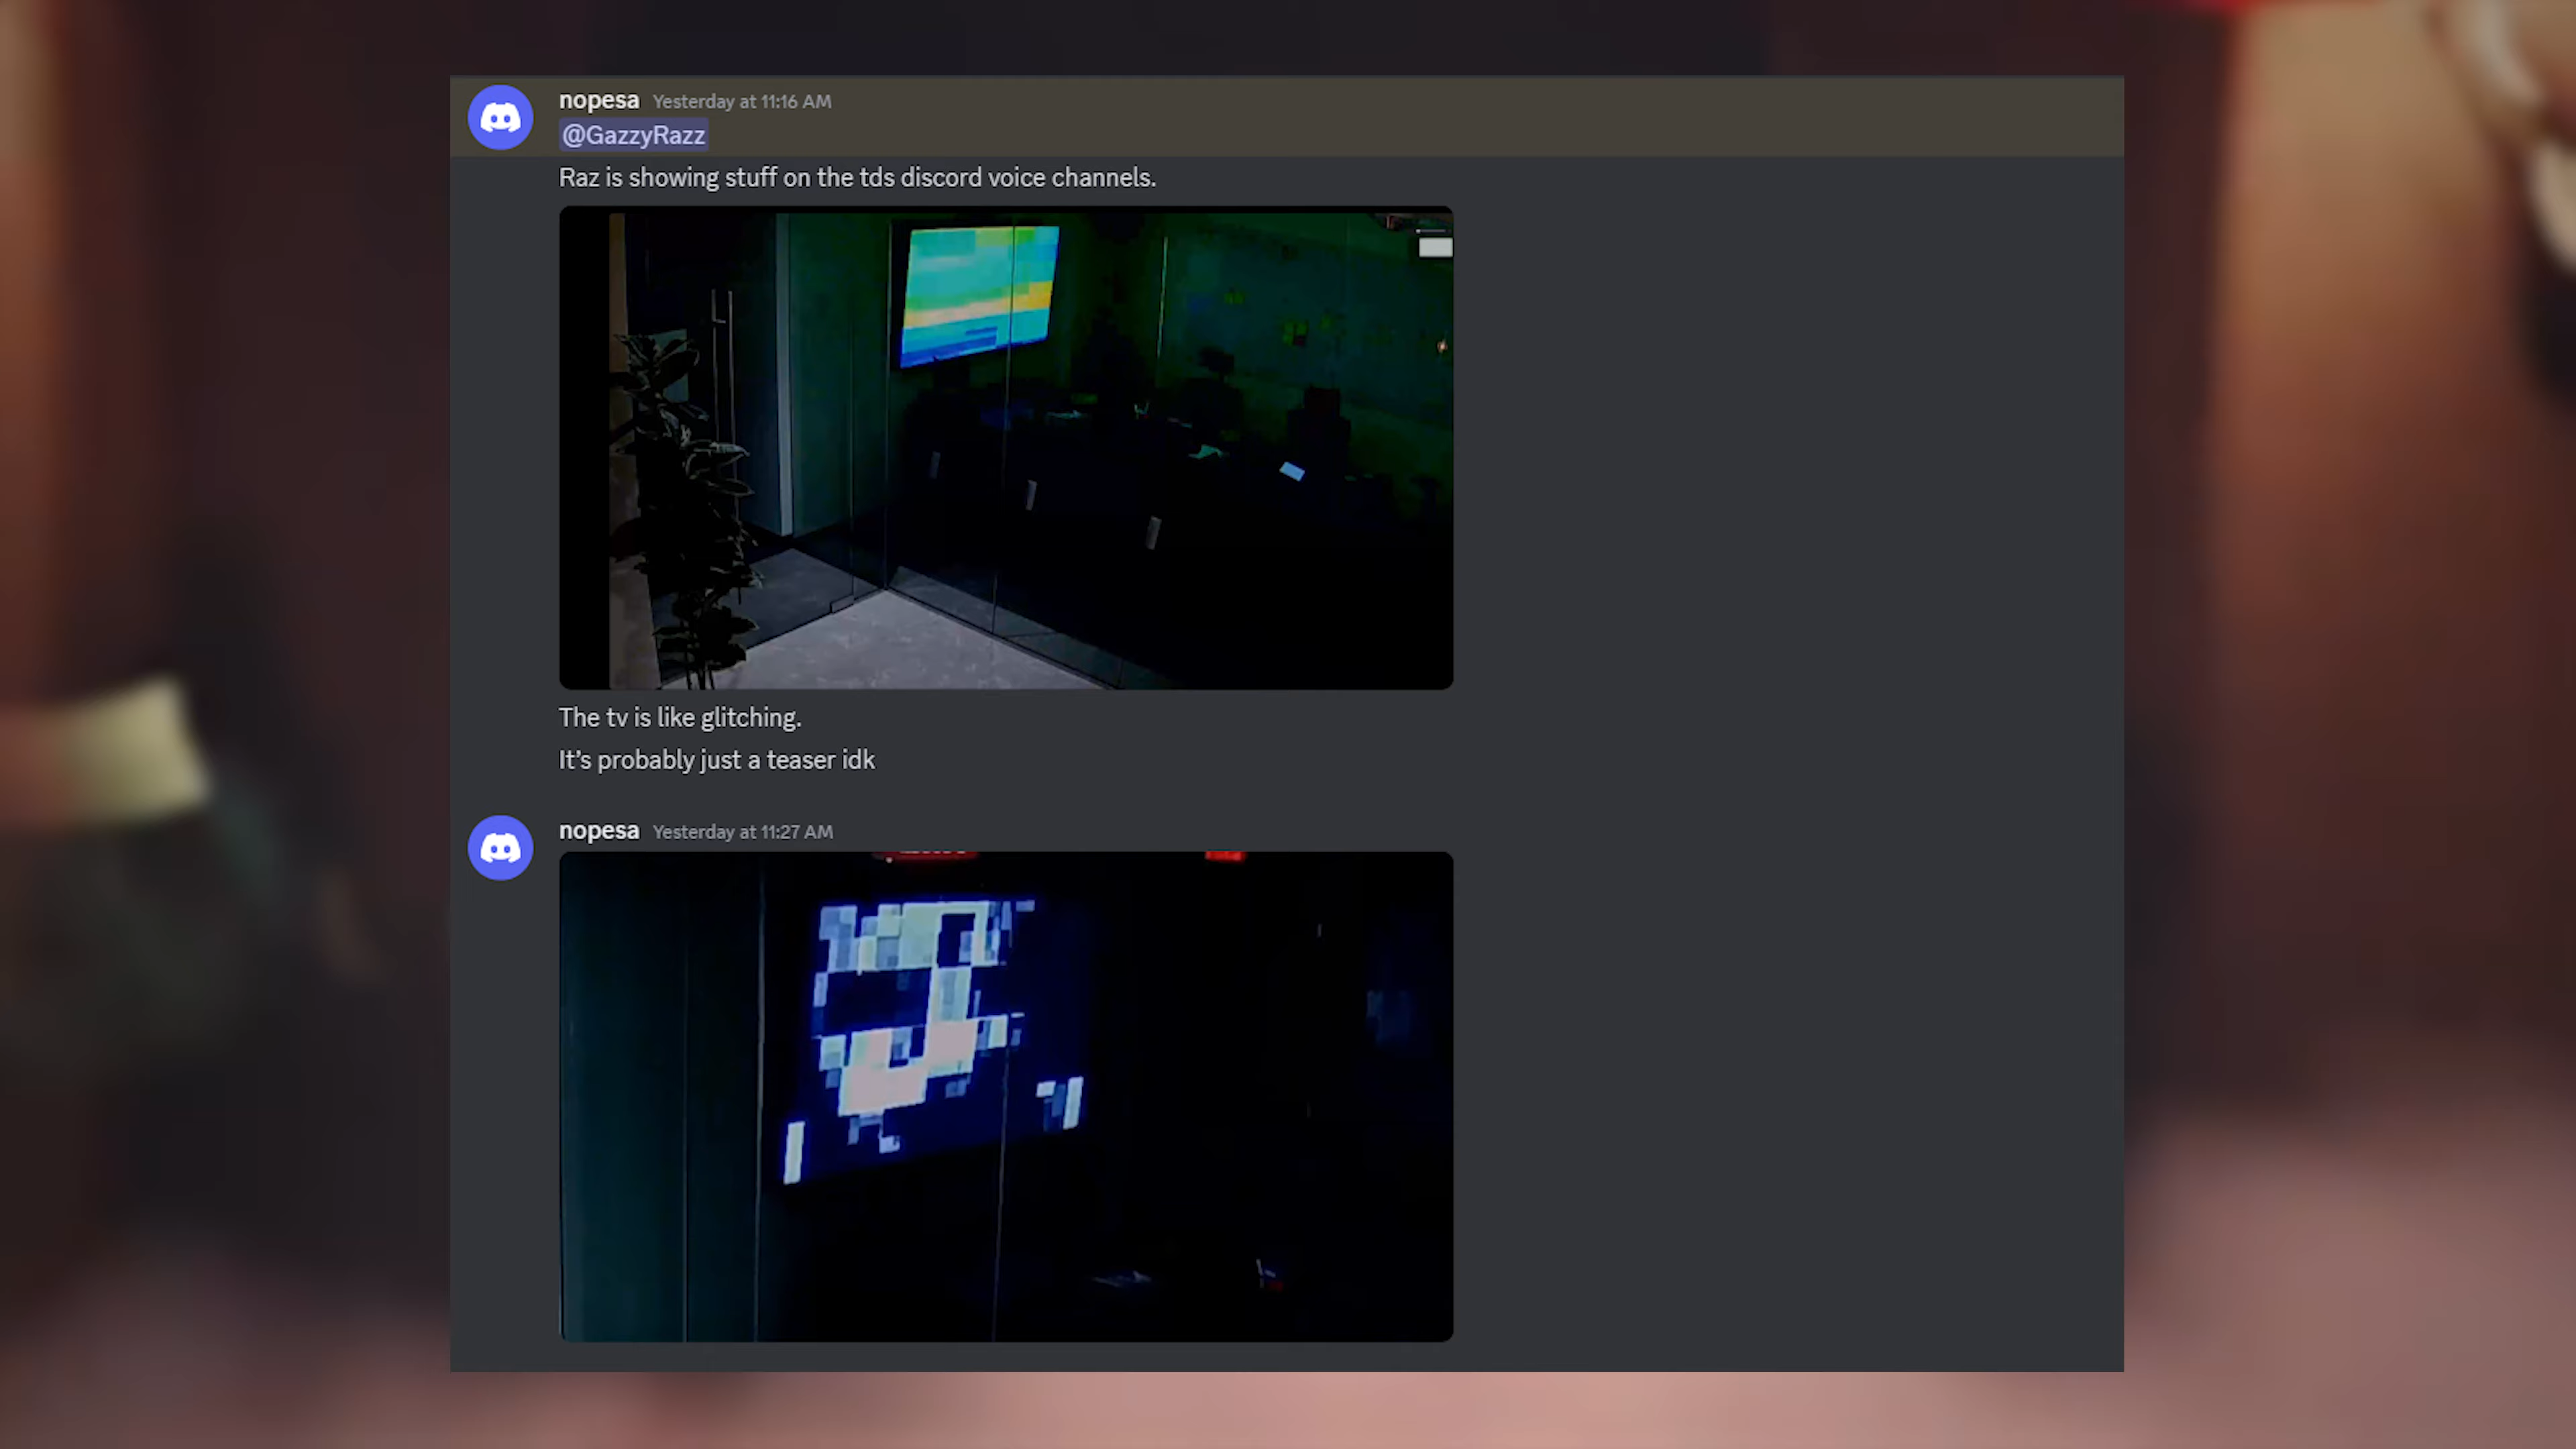 nopesa Yesterday at 11:16 AM
@GazzyRazz
Raz is showing stuff on the tds discord voice channels.
The tv is like glitching.
It's probably just a teaser idk
nopesa Yesterday at 11:27 AM